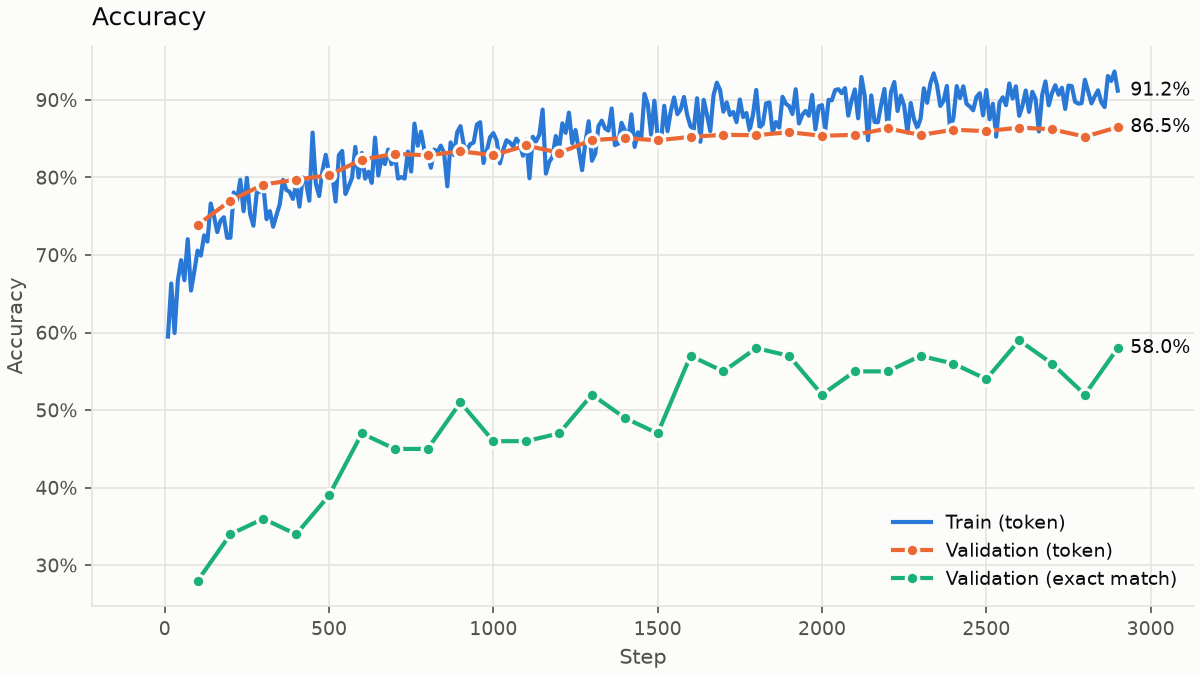 Accuracy
Accuracy
90%
80%
70%
60%
50%
40%
30%
91.2%
86.5%
58.0%
Train (token)
Validation (token)
Validation (exact match)
0 500 1000 1500 2000 2500 3000
Step